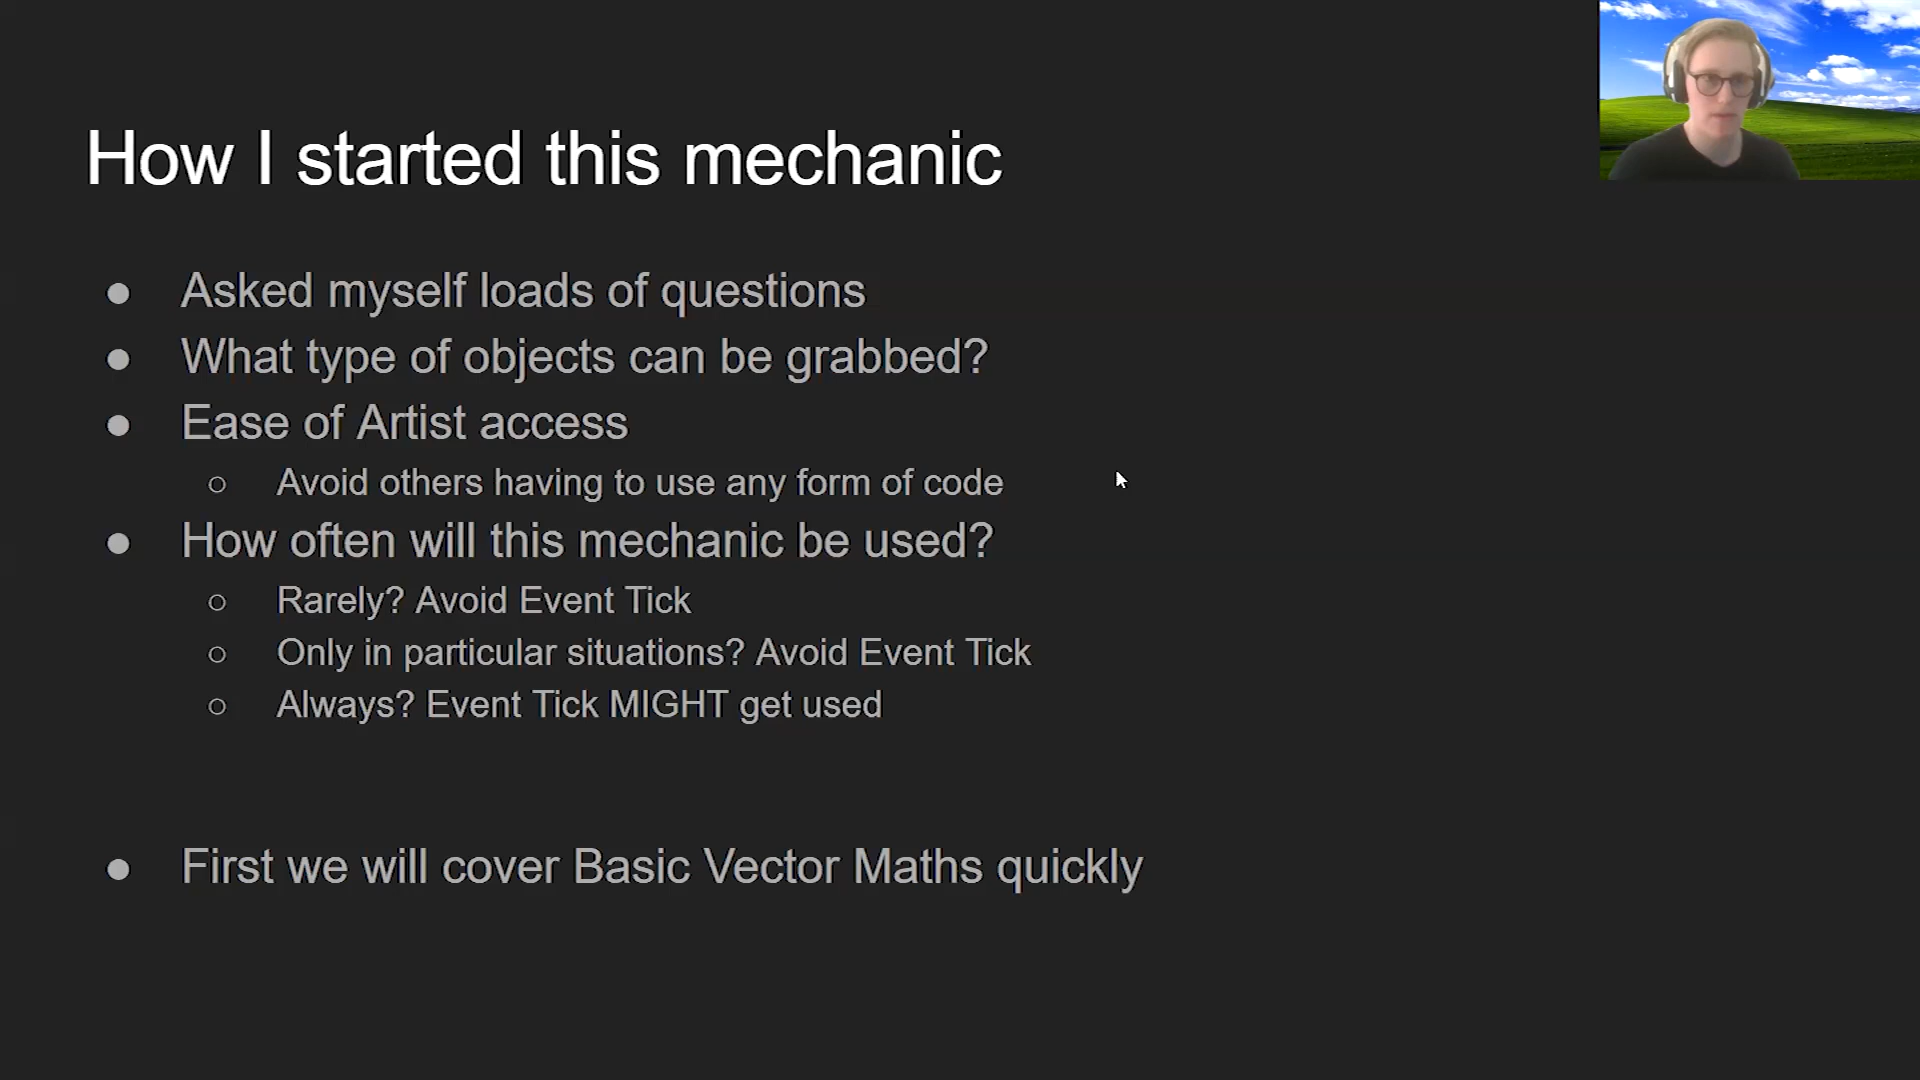 How I started this mechanic
● Asked myself loads of questions
● What type of objects can be grabbed?
● Ease of Artist access
○ Avoid others having to use any form of code
● How often will this mechanic be used?
○ Rarely? Avoid Event Tick
○ Only in particular situations? Avoid Event Tick
○ Always? Event Tick MIGHT get used
● First we will cover Basic Vector Maths quickly